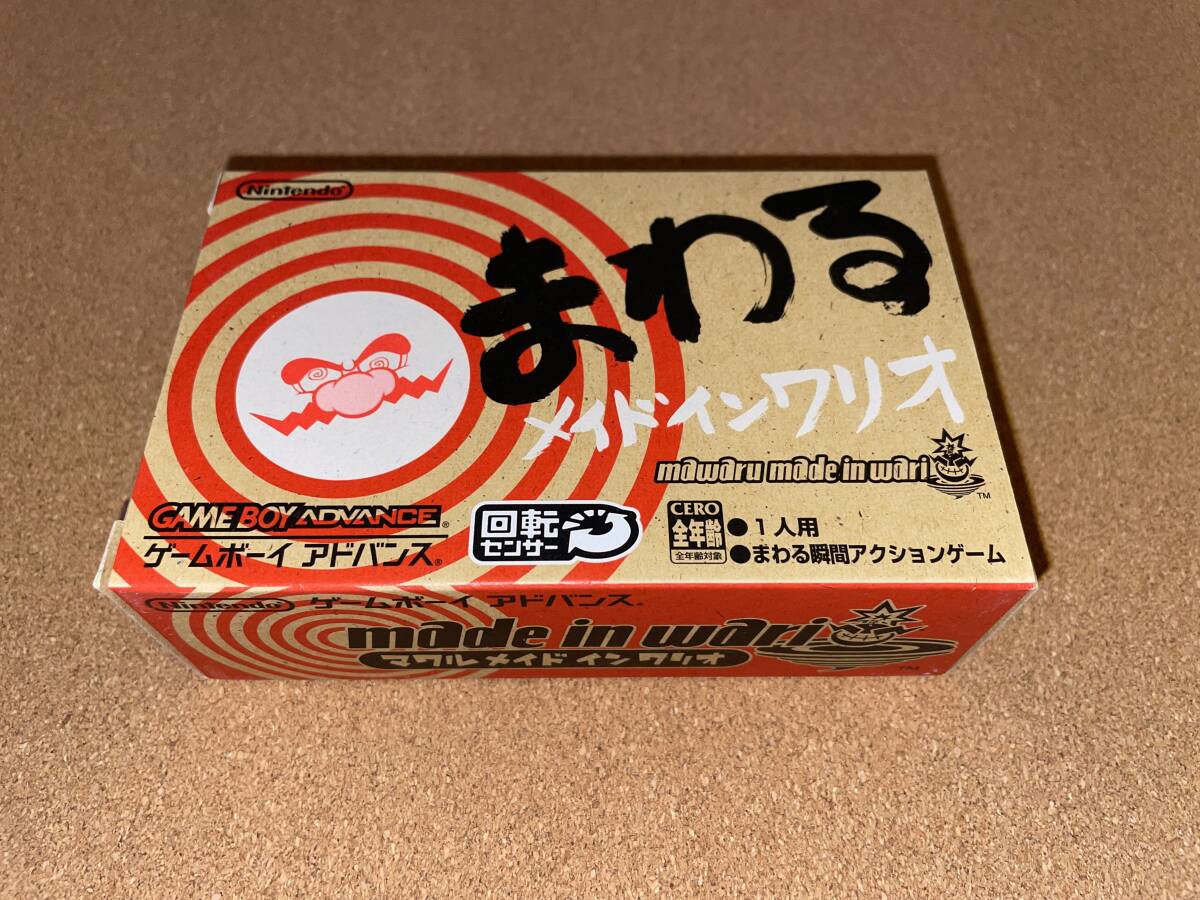 Nintendo
まわる
メイドインワリオ
mawaru made in wario
TM
GAME BOY ADVANCE®
ゲームボーイ アドバンス®
回転
センサー
CERO
全年齢
全年齢対象
●1人用
●まわる瞬間アクションゲーム
Nintendo ゲームボーイ アドバンス®
made in wario
マワル メイド イン ワリオ
TM